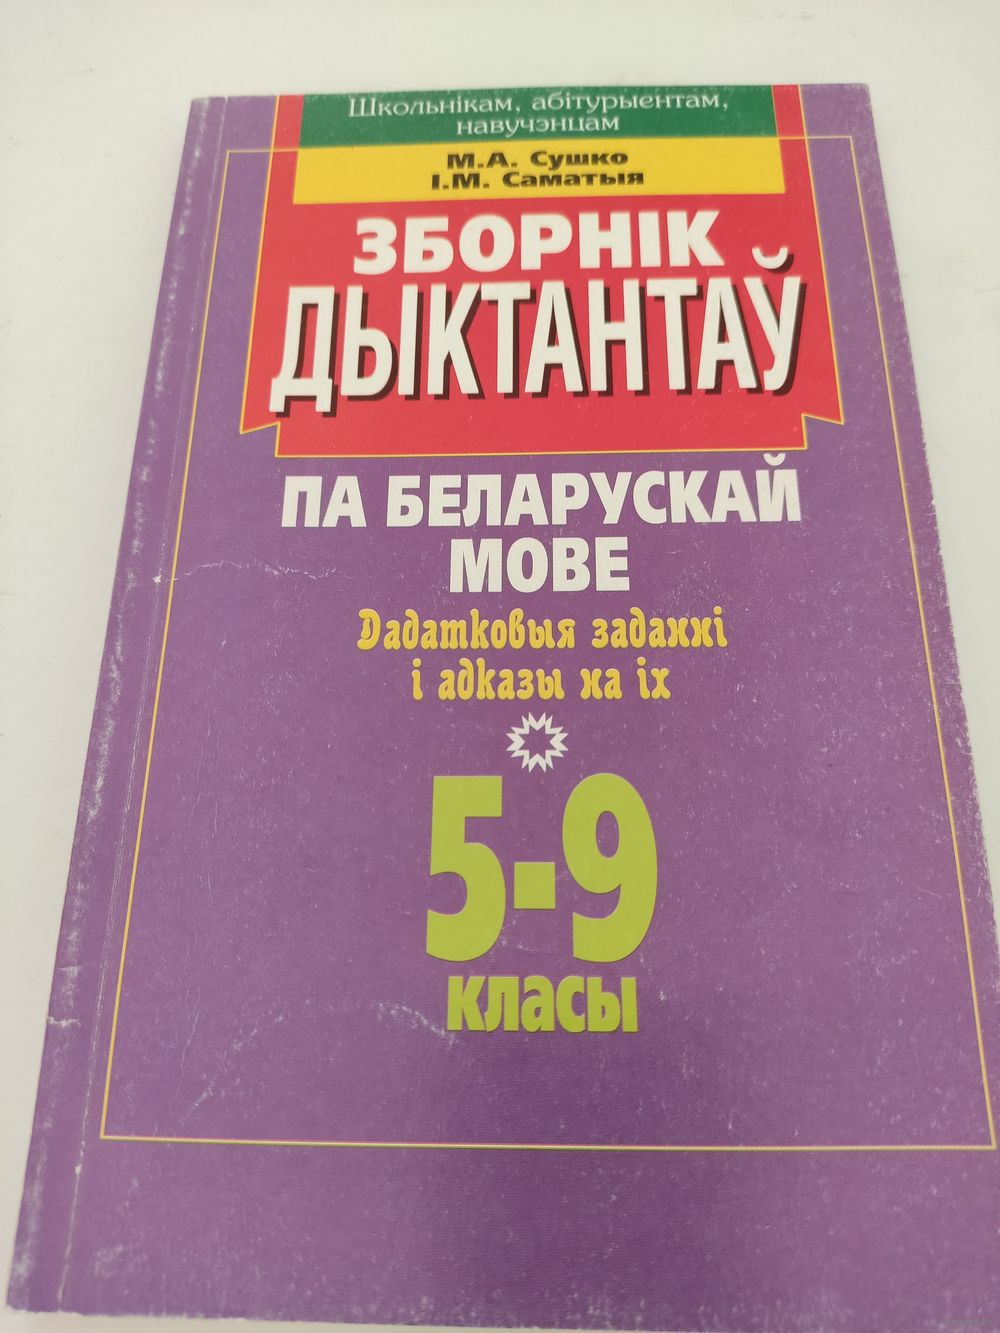 Школьнікам, абітурыентам,
навучэнцам
М.А. Сушко
І.М. Саматыя
ЗБОРНІК
ДЫКТАНТАЎ
ПА БЕЛАРУСКАЙ
МОВЕ
Дадатковыя заданні
і адказы на іх
5-9
класы